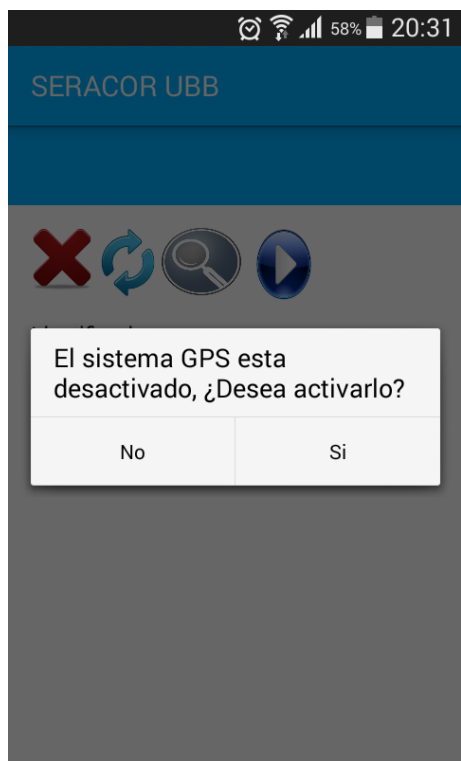 58% 20:31
SERACOR UBB
El sistema GPS esta
desactivado, ¿Desea activarlo?
No Si